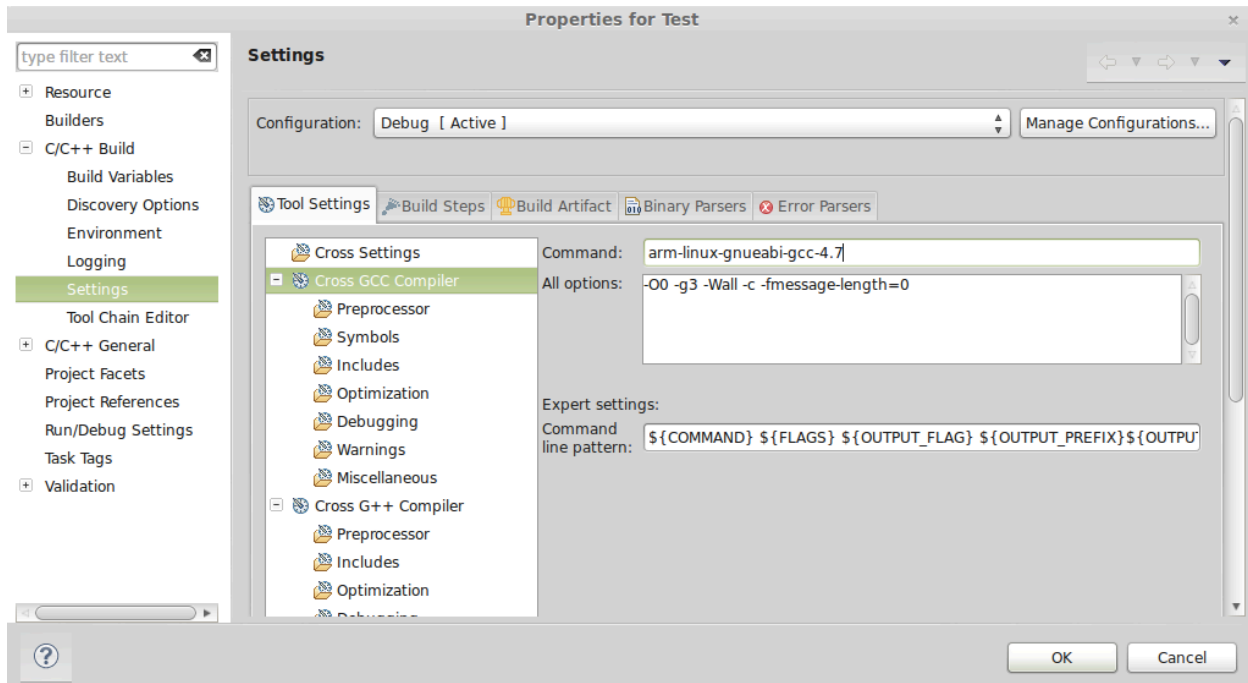 Properties for Test
type filter text
Resource
Builders
C/C++ Build
Build Variables
Discovery Options
Environment
Logging
Settings
Tool Chain Editor
C/C++ General
Project Facets
Project References
Run/Debug Settings
Task Tags
Validation
Settings
Configuration: Debug [ Active ] Manage Configurations...
Tool Settings Build Steps Build Artifact Binary Parsers Error Parsers
Cross Settings
Cross GCC Compiler
Preprocessor
Symbols
Includes
Optimization
Debugging
Warnings
Miscellaneous
Cross G++ Compiler
Preprocessor
Includes
Optimization
Debugging
Command: arm-linux-gnueabi-gcc-4.7
All options: -O0 -g3 -Wall -c -fmessage-length=0
Expert settings:
Command
line pattern: ${COMMAND} ${FLAGS} ${OUTPUT_FLAG} ${OUTPUT_PREFIX}${OUTPUT
OK Cancel